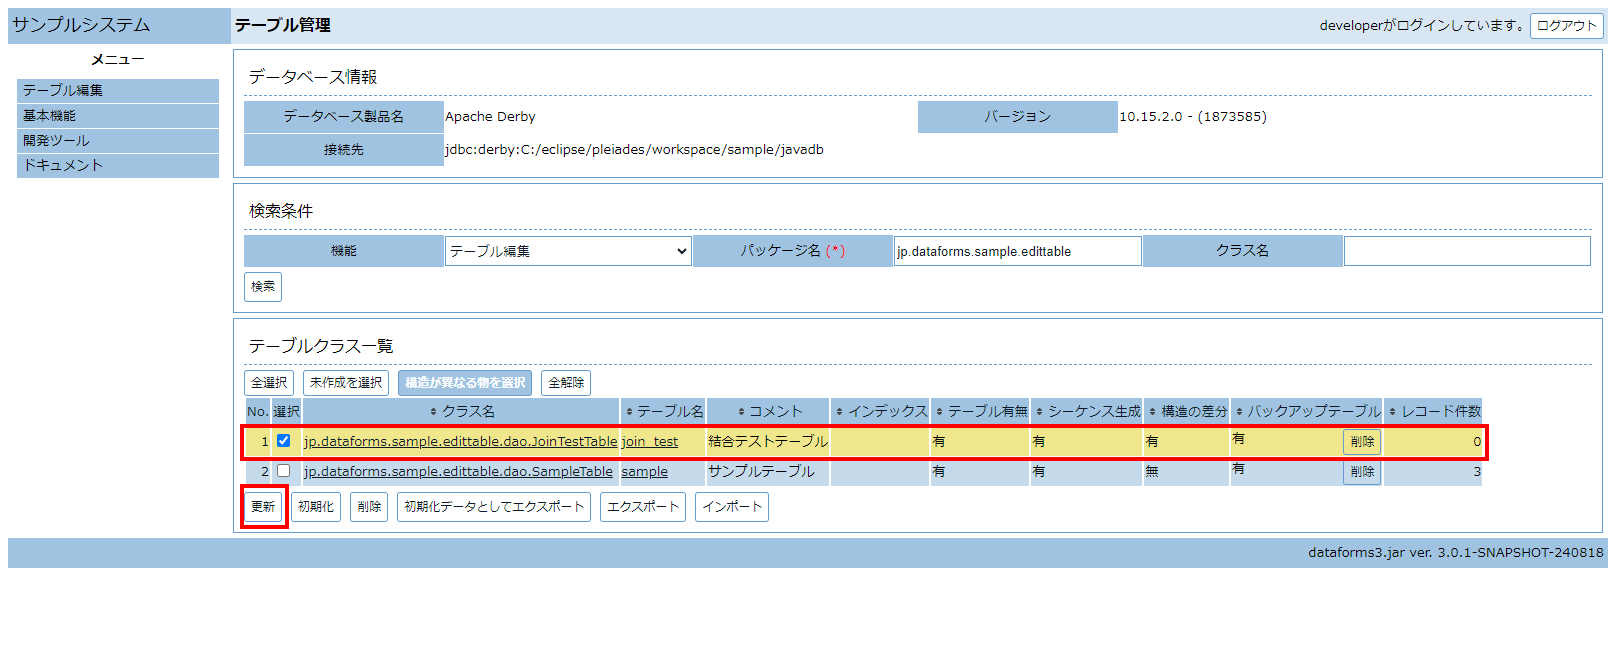 サンプルシステム テーブル管理 developerがログインしています。 ログアウト
メニュー
テーブル編集
基本機能
開発ツール
ドキュメント
データベース情報
データベース製品名 Apache Derby バージョン 10.15.2.0 - (1873585)
接続先 jdbc:derby:C:/eclipse/pleiades/workspace/sample/javadb
検索条件
機能 テーブル編集 パッケージ名 (*) jp.dataforms.sample.edittable クラス名
検索
テーブルクラス一覧
全選択 未作成を選択 構造が異なる物を選択 全解除
No. 選択 クラス名 テーブル名 コメント インデックス テーブル有無 シーケンス生成 構造の差分 バックアップテーブル レコード件数
1 jp.dataforms.sample.edittable.dao.JoinTestTable join_test 結合テストテーブル 有 有 有 有 削除 0
2 jp.dataforms.sample.edittable.dao.SampleTable sample サンプルテーブル 有 有 無 有 削除 3
更新 初期化 削除 初期化データとしてエクスポート エクスポート インポート
dataforms3.jar ver. 3.0.1-SNAPSHOT-240818